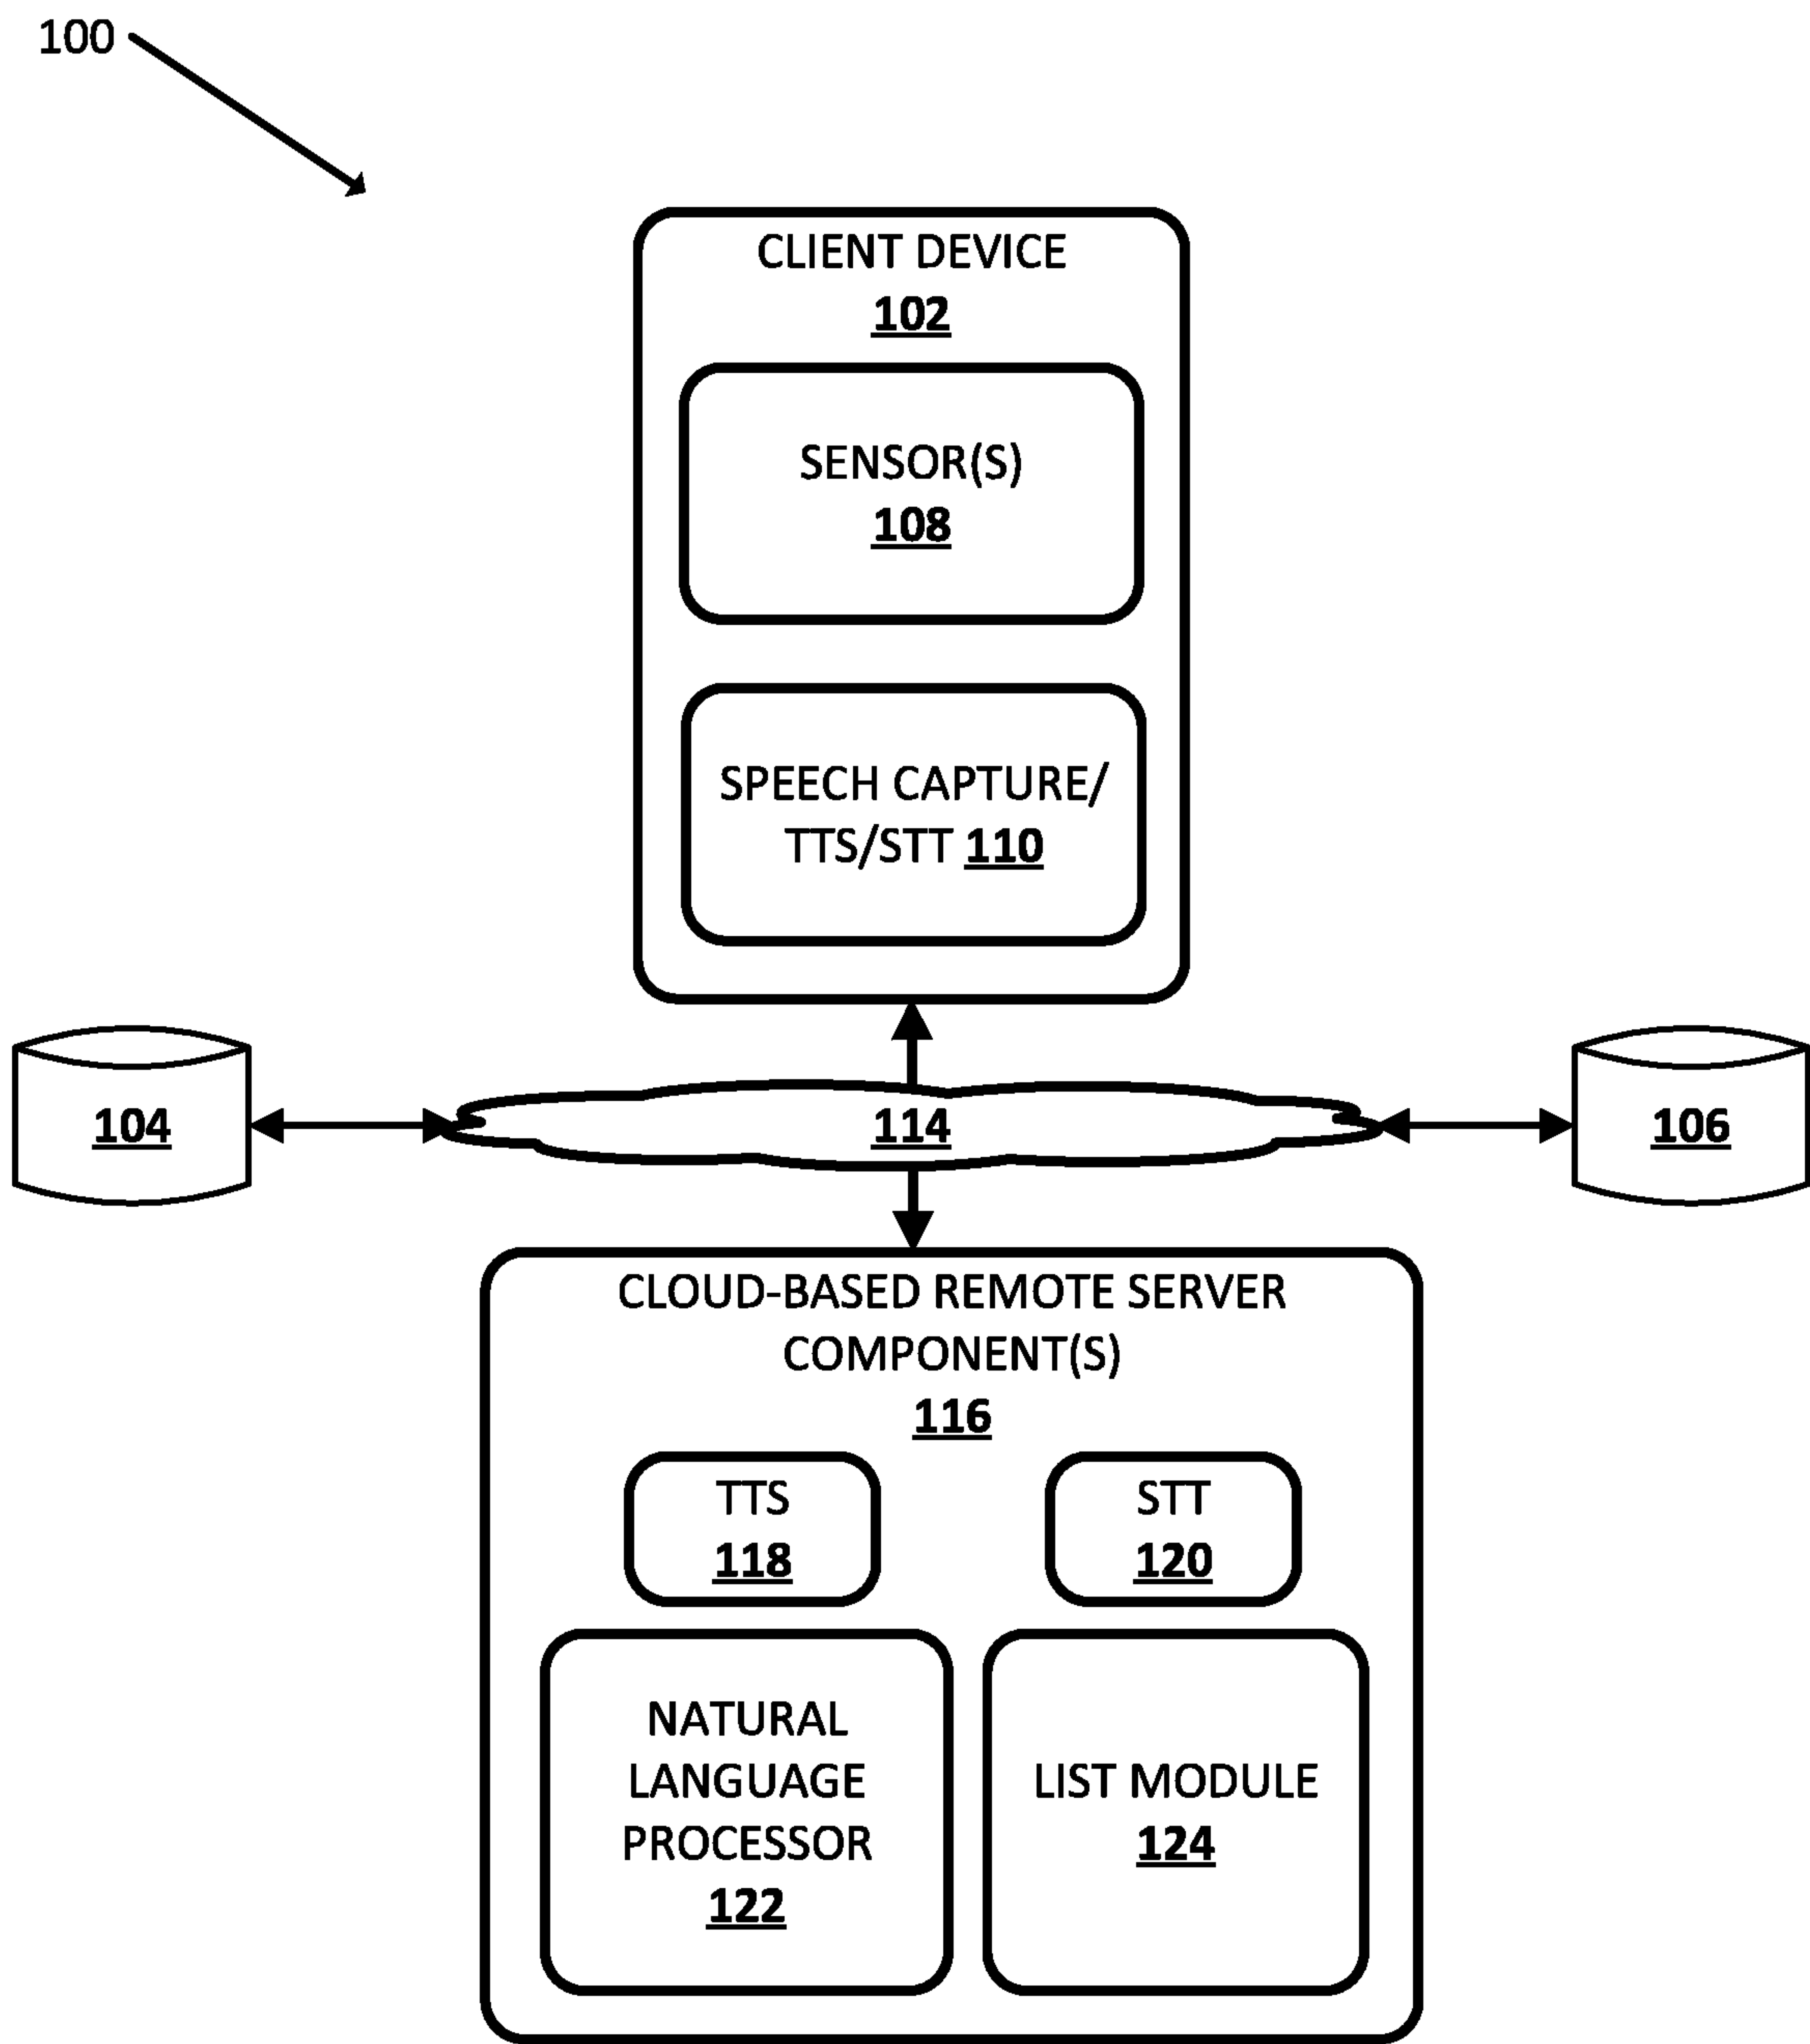 100
CLIENT DEVICE
102
SENSOR(S)
108
SPEECH CAPTURE/
TTS/STT 110
104
114
106
CLOUD-BASED REMOTE SERVER
COMPONENT(S)
116
TTS
118
STT
120
NATURAL
LANGUAGE
PROCESSOR
122
LIST MODULE
124